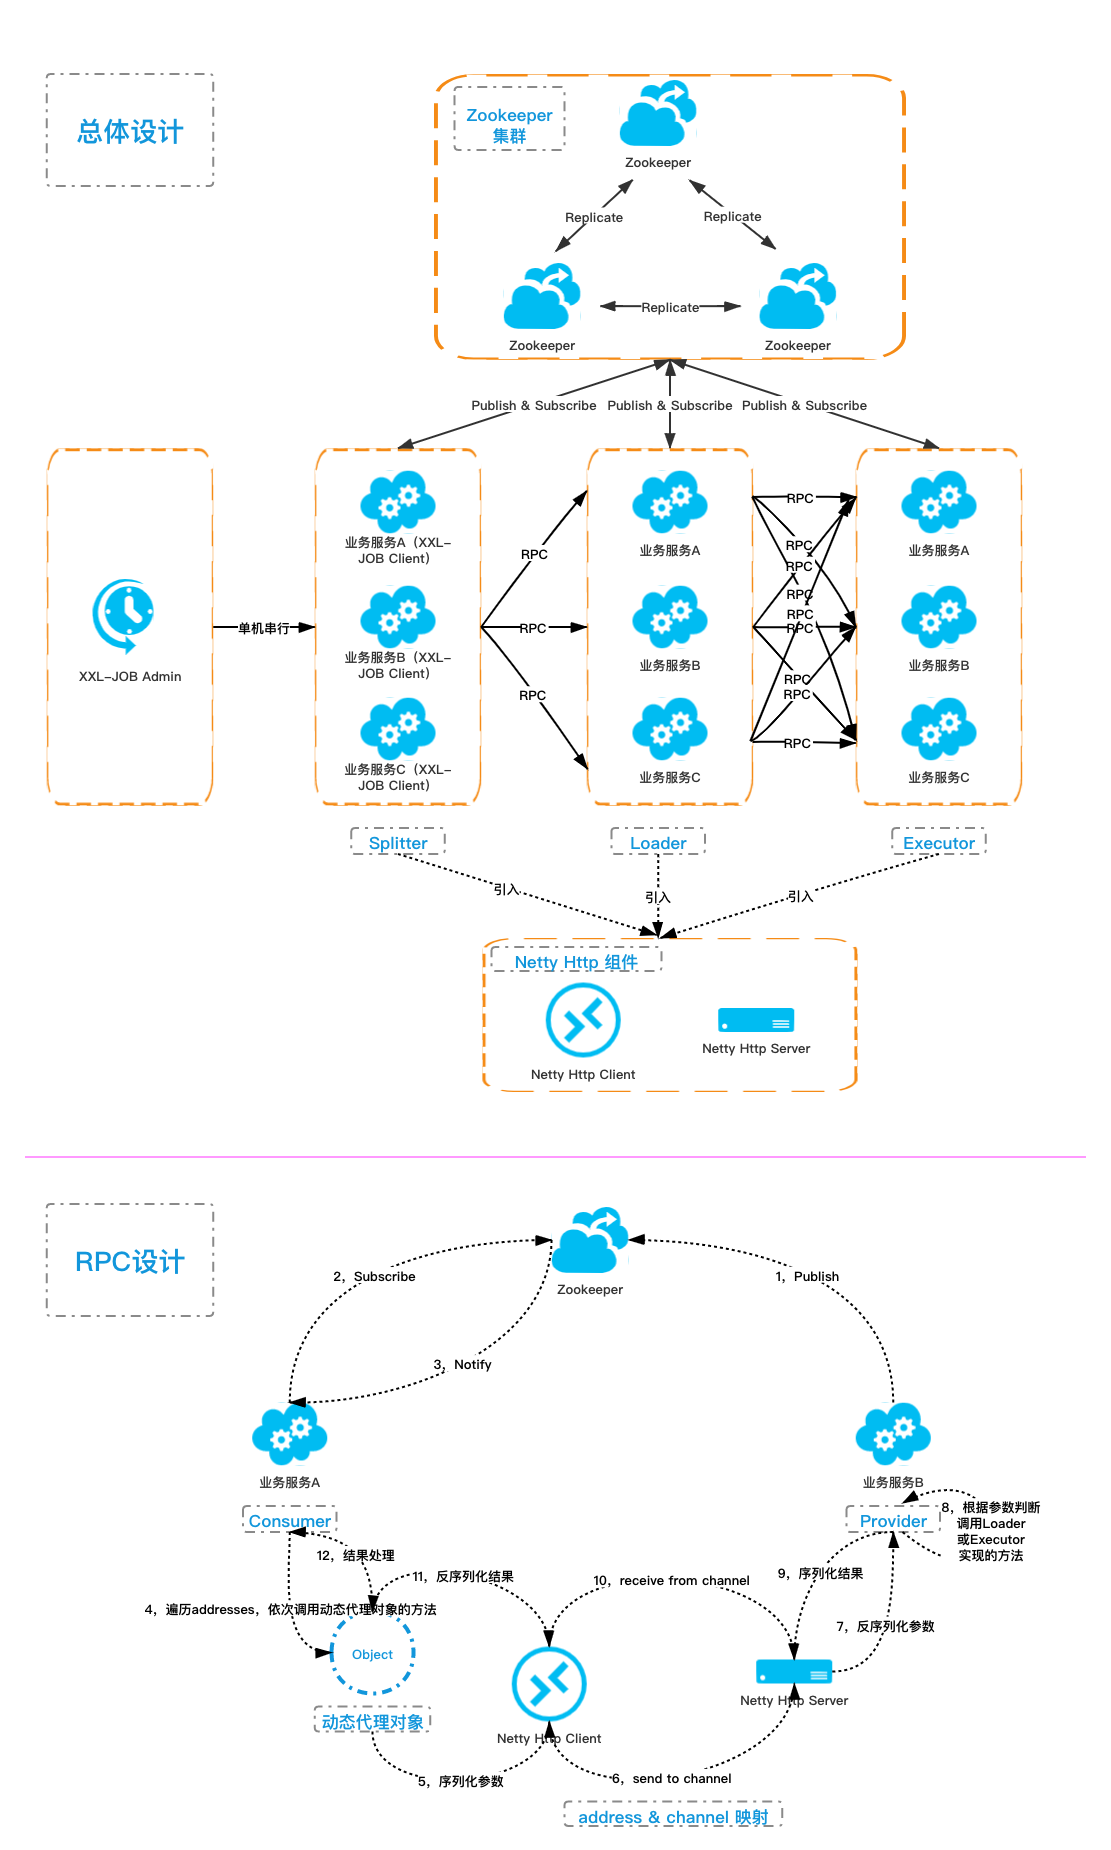 总体设计
Zookeeper
集群
Zookeeper
Replicate
Replicate
Replicate
Zookeeper
Zookeeper
Publish & Subscribe
Publish & Subscribe
Publish & Subscribe
XXL-JOB Admin
单机串行
业务服务A（XXL-
JOB Client）
业务服务B（XXL-
JOB Client）
业务服务C（XXL-
JOB Client）
RPC
RPC
RPC
业务服务A
业务服务B
业务服务C
RPC
RPC
RPC
RPC
RPC
RPC
RPC
RPC
RPC
业务服务A
业务服务B
业务服务C
Splitter
Loader
Executor
引入
引入
引入
Netty Http 组件
Netty Http Client
Netty Http Server
RPC设计
Zookeeper
2，Subscribe
1，Publish
3，Notify
业务服务A
业务服务B
Consumer
Provider
8，根据参数判断
调用Loader
或Executor
实现的方法
12，结果处理
11，反序列化结果
10，receive from channel
9，序列化结果
4，遍历addresses，依次调用动态代理对象的方法
7，反序列化参数
Object
动态代理对象
Netty Http Client
Netty Http Server
5，序列化参数
6，send to channel
address & channel 映射